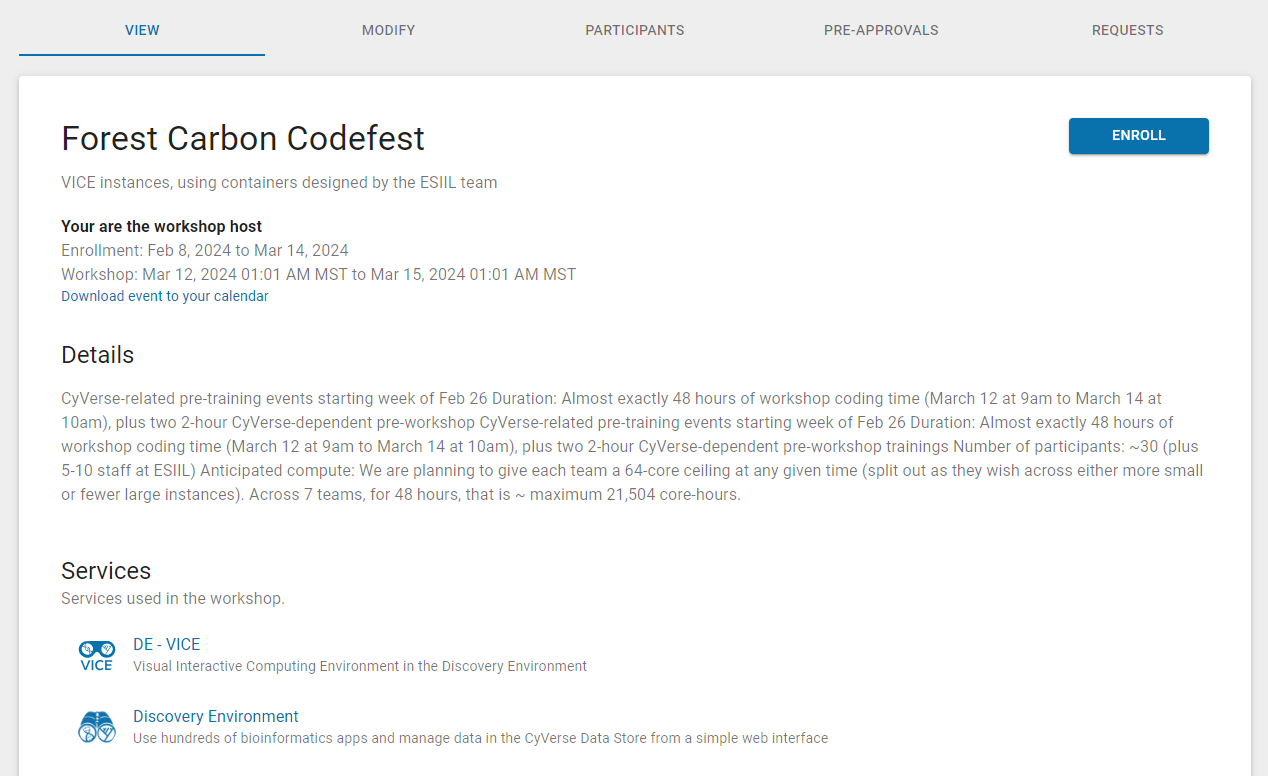 VIEW MODIFY PARTICIPANTS PRE-APPROVALS REQUESTS
Forest Carbon Codefest
ENROLL
VICE instances, using containers designed by the ESIIL team
Your are the workshop host
Enrollment: Feb 8, 2024 to Mar 14, 2024
Workshop: Mar 12, 2024 01:01 AM MST to Mar 15, 2024 01:01 AM MST
Download event to your calendar
Details
CyVerse-related pre-training events starting week of Feb 26 Duration: Almost exactly 48 hours of workshop coding time (March 12 at 9am to March 14 at
10am), plus two 2-hour CyVerse-dependent pre-workshop CyVerse-related pre-training events starting week of Feb 26 Duration: Almost exactly 48 hours of
workshop coding time (March 12 at 9am to March 14 at 10am), plus two 2-hour CyVerse-dependent pre-workshop trainings Number of participants: ~30 (plus
5-10 staff at ESIIL) Anticipated compute: We are planning to give each team a 64-core ceiling at any given time (split out as they wish across either more small
or fewer large instances). Across 7 teams, for 48 hours, that is ~ maximum 21,504 core-hours.
Services
Services used in the workshop.
VICE
DE - VICE
Visual Interactive Computing Environment in the Discovery Environment
Discovery Environment
Use hundreds of bioinformatics apps and manage data in the CyVerse Data Store from a simple web interface